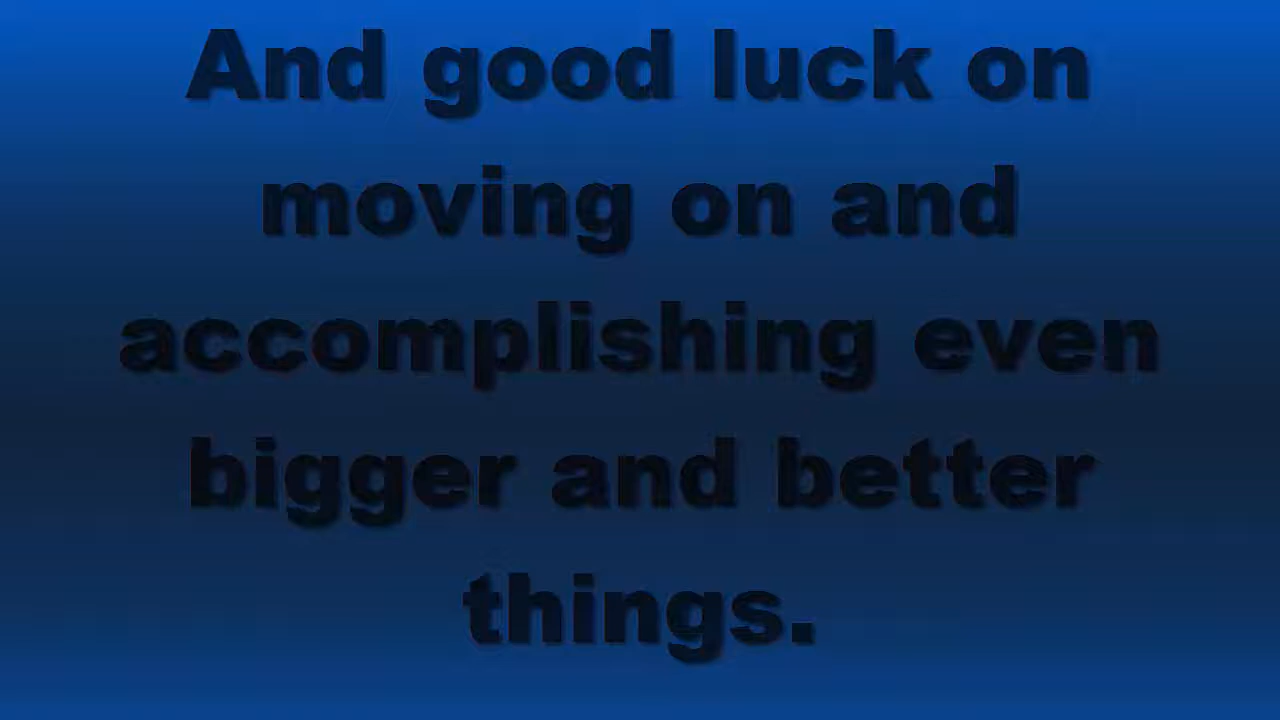 And good luck on
moving on and
accomplishing even
bigger and better
things.